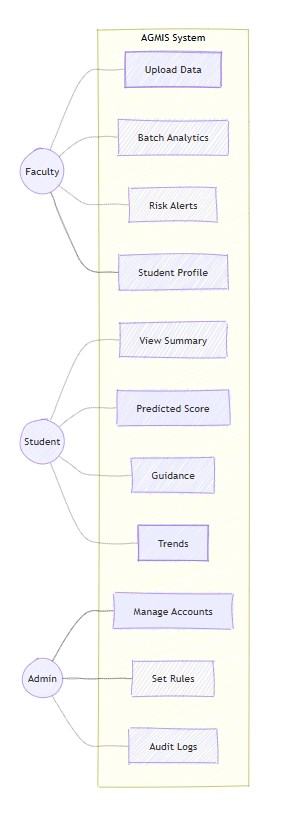 AGMIS System
Upload Data
Batch Analytics
Faculty
Risk Alerts
Student Profile
View Summary
Predicted Score
Student
Guidance
Trends
Manage Accounts
Admin
Set Rules
Audit Logs